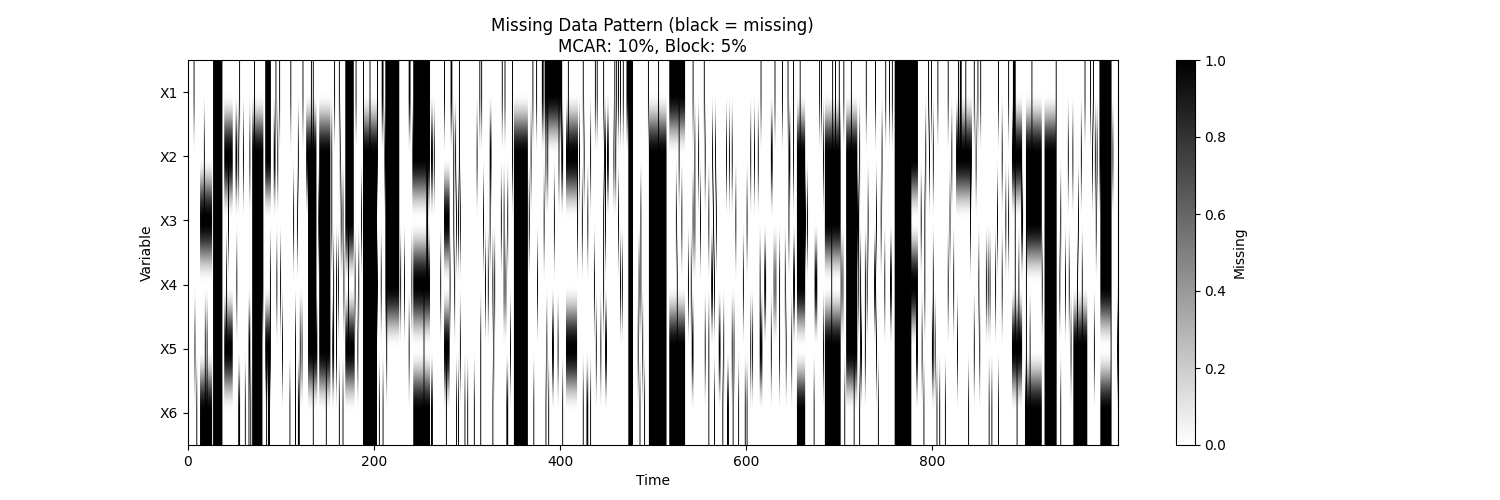 Missing Data Pattern (black = missing)
MCAR: 10%, Block: 5%
Variable
X1
X2
X3
X4
X5
X6
0
200
400
600
800
Time
1.0
0.8
0.6
0.4
0.2
0.0
Missing